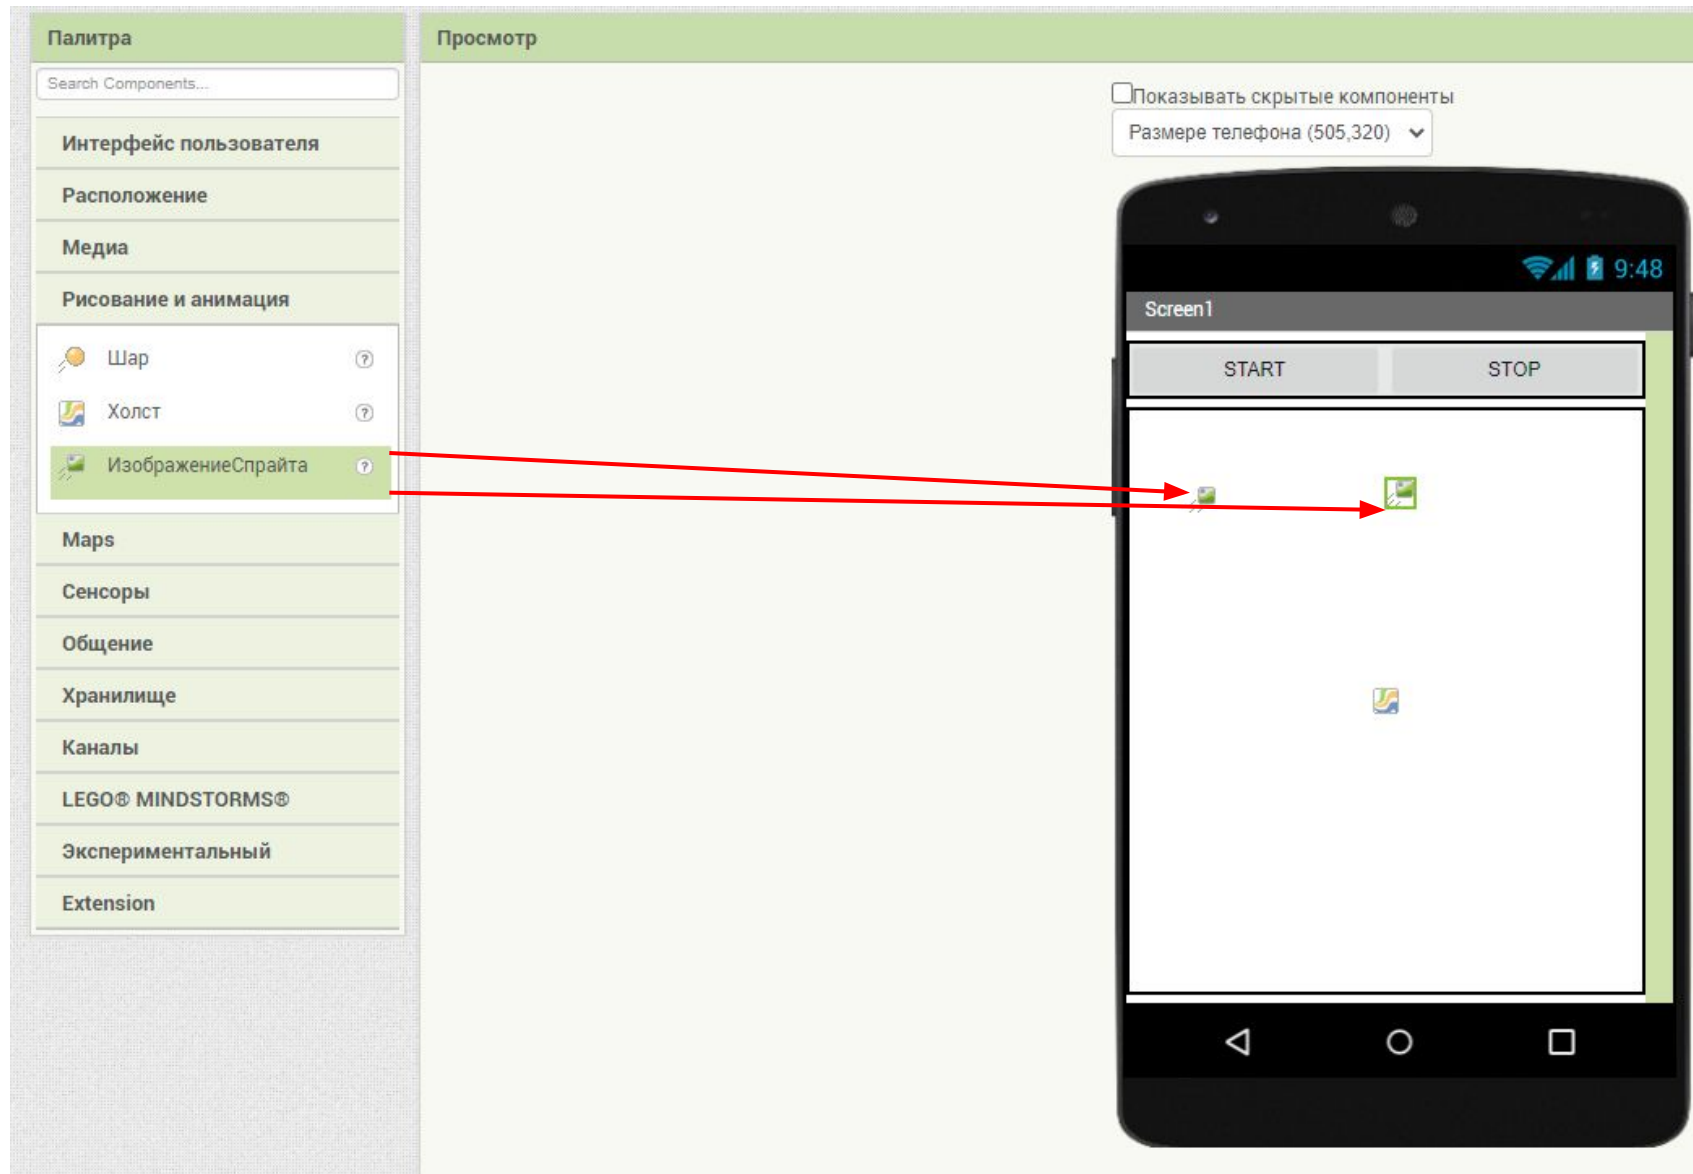 Палитра
Search Components...
Интерфейс пользователя
Расположение
Медиа
Рисование и анимация
Шар ?
Холст ?
ИзображениеСпрайта ?
Maps
Сенсоры
Общение
Хранилище
Каналы
LEGO® MINDSTORMS®
Экспериментальный
Extension
Просмотр
Показывать скрытые компоненты
Размере телефона (505,320)
9:48
Screen1
START STOP